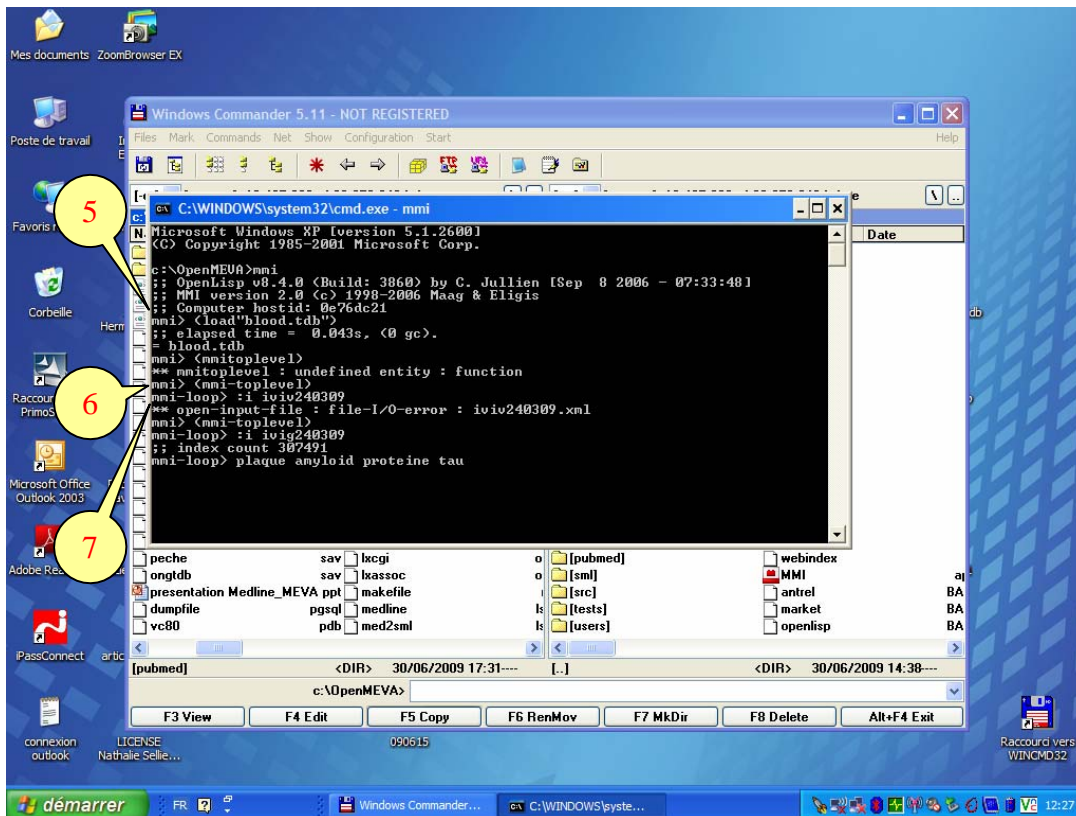 Mes documents
ZoomBrowser EX
Windows Commander 5.11 - NOT REGISTERED
Poste de travail
Files Mark Commands Net Show Configuration Start Help
Favoris r
5
C:\WINDOWS\system32\cmd.exe - mmi
Date
Microsoft Windows XP [version 5.1.2600]
(C) Copyright 1985-2001 Microsoft Corp.
c:\OpenMEVA>mmi
;; OpenLisp v8.4.0 (Build: 3860) by C. Jullien [Sep 8 2006 - 07:33:48]
;; MMI version 2.0 (c) 1998-2006 Maag & Eligis
;; Computer hostid: 0e76dc21
mmi> (load"blood.tdb")
;; elapsed time = 0.043s, (0 gc).
= blood.tdb
mmi> (mmitoplevel)
** mmitoplevel : undefined entity : function
mmi> (mmi-toplevel)
mmi-loop> :i iviv240309
** open-input-file : file-I/O-error : iviv240309.xml
mmi> (mmi-toplevel)
mmi-loop> :i ivig240309
;; index count 307491
mmi-loop> plaque amyloid proteine tau
Corbeille
Herm
db
6
Raccour
PrimoS
Microsoft Office
Outlook 2003
7
Adobe Rea
peche sav lxcgi o [pubmed] webindex
ongtdb sav lxassoc o [sml] MMI
presentation Medline_MEVA ppt makefile [src] antrel BA
dumpfile pgsql medline ls [tests] market BA
vc80 pdb med2sml ls [users] openlisp BA
iPassConnect
artic
[pubmed] <DIR> 30/06/2009 17:31---- [..] <DIR> 30/06/2009 14:38----
c:\OpenMEVA>
F3 View F4 Edit F5 Copy F6 RenMov F7 MkDir F8 Delete Alt+F4 Exit
connexion outlook
LICENSE
Nathalie Sellie...
090615
Raccourci vers
WINCMD32
démarrer FR Windows Commander... C:\WINDOWS\syste... 12:27